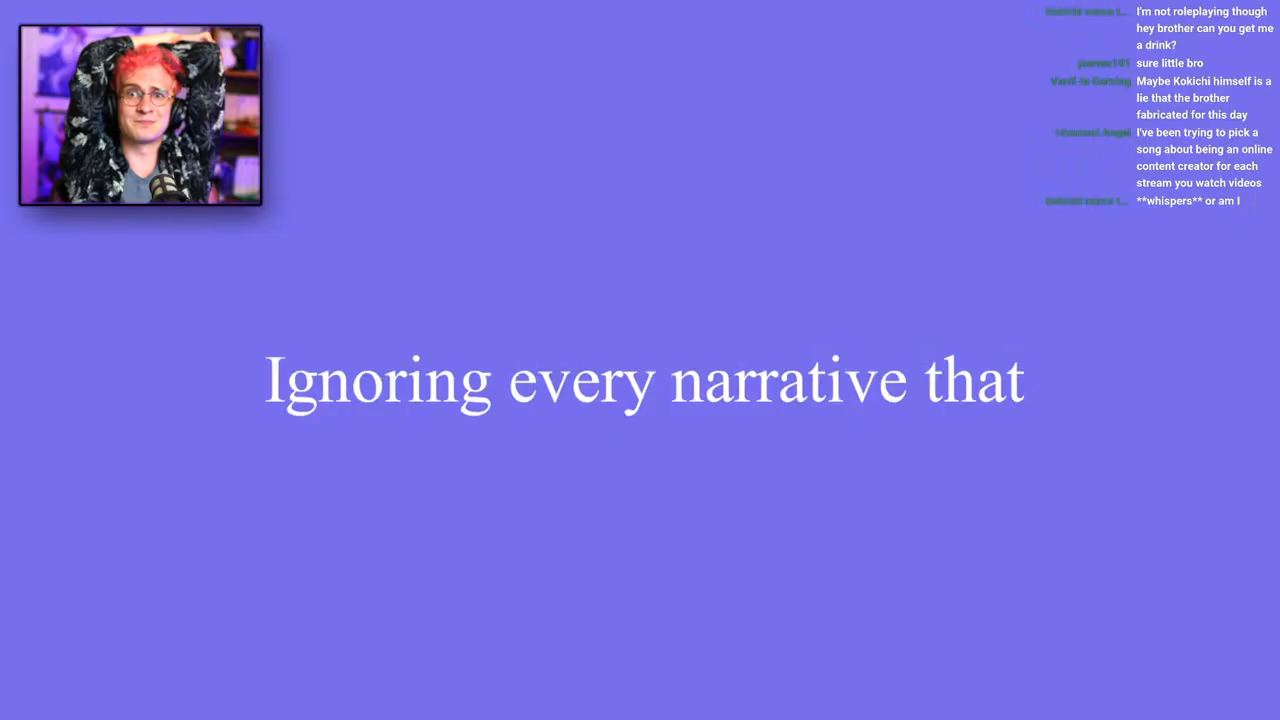 I'm not roleplaying though
hey brother can you get me
a drink?
sure little bro
Maybe Kokichi himself is a
lie that the brother
fabricated for this day
I've been trying to pick a
song about being an online
content creator for each
stream you watch videos
**whispers** or am I
Ignoring every narrative that